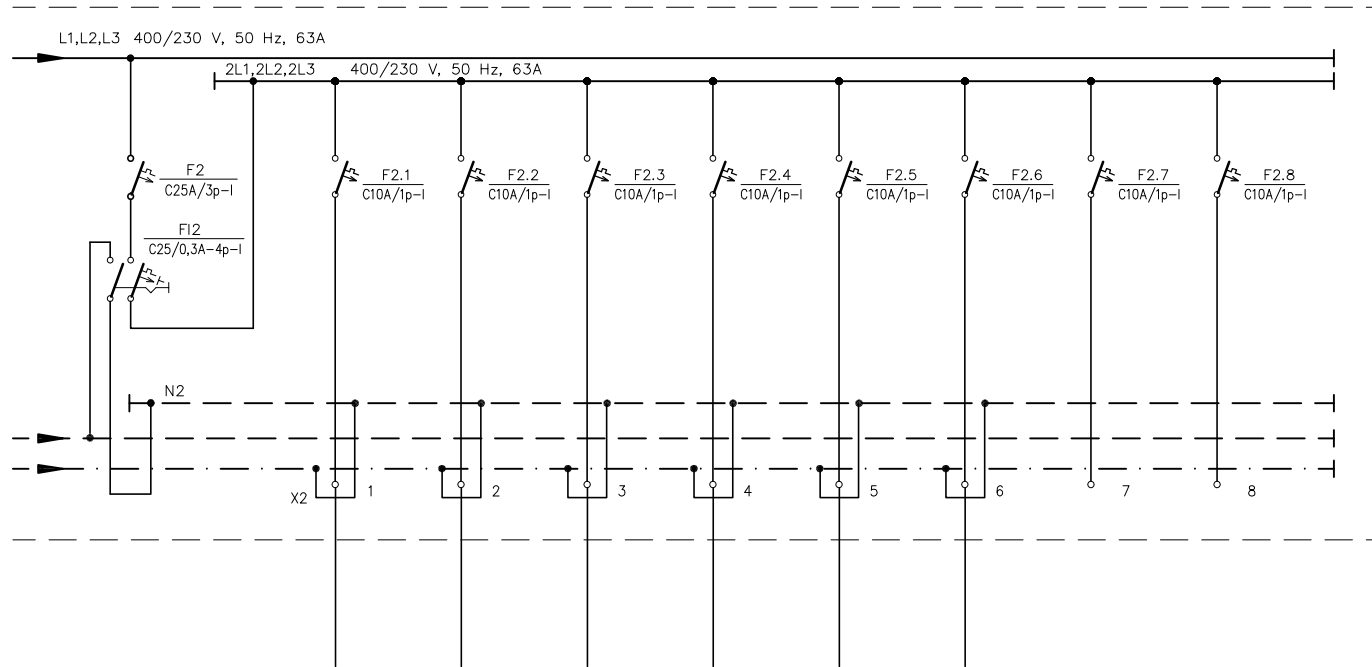 L1,L2,L3 400/230 V, 50 Hz, 63A
2L1,2L2,2L3 400/230 V, 50 Hz, 63A
F2
C25A/3p-I
F2.1
C10A/1p-I
F2.2
C10A/1p-I
F2.3
C10A/1p-I
F2.4
C10A/1p-I
F2.5
C10A/1p-I
F2.6
C10A/1p-I
F2.7
C10A/1p-I
F2.8
C10A/1p-I
FI2
C25/0,3A-4p-I
N2
X2 1 2 3 4 5 6 7 8